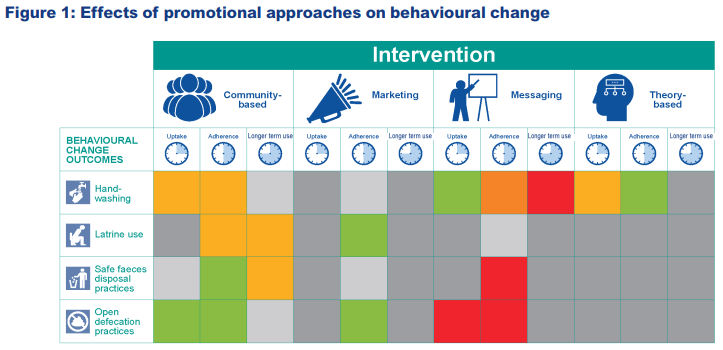 Figure 1: Effects of promotional approaches on behavioural change
Intervention
Community-
based
Marketing
Messaging
Theory-
based
BEHAVIOURAL
CHANGE
OUTCOMES
Uptake
Adherence
Longer term use
Uptake
Adherence
Longer term use
Uptake
Adherence
Longer term use
Uptake
Adherence
Longer term use
Hand-
washing
Latrine use
Safe faeces
disposal
practices
Open
defecation
practices